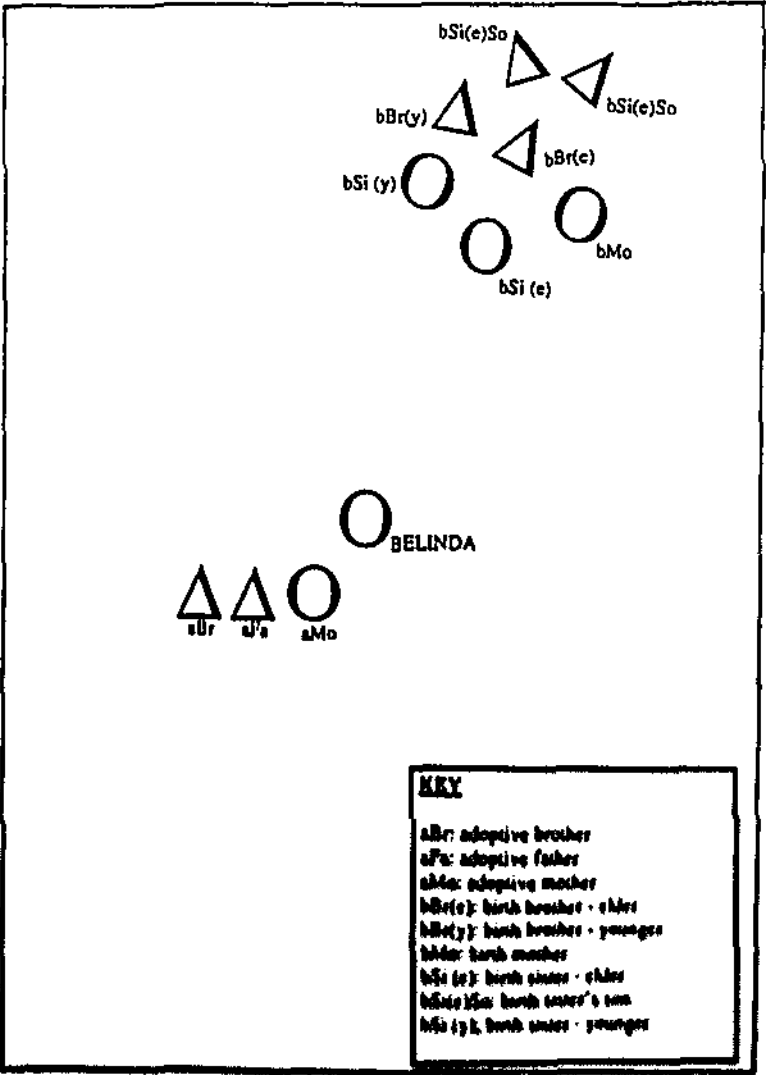 bSi(e)So
bSi(e)So
bBr(y)
bBr(e)
bSi (y)
bMo
bSi (e)
BELINDA
aBr
aFa
aMo
KEY
aBr: adoptive brother
aFa: adoptive father
aMo: adoptive mother
bBr(e): birth brother - elder
bBr(y): birth brother - younger
bMo: birth mother
bSi (e): birth sister - elder
bSi(e)So: birth sister's son
bSi (y), birth sister - younger